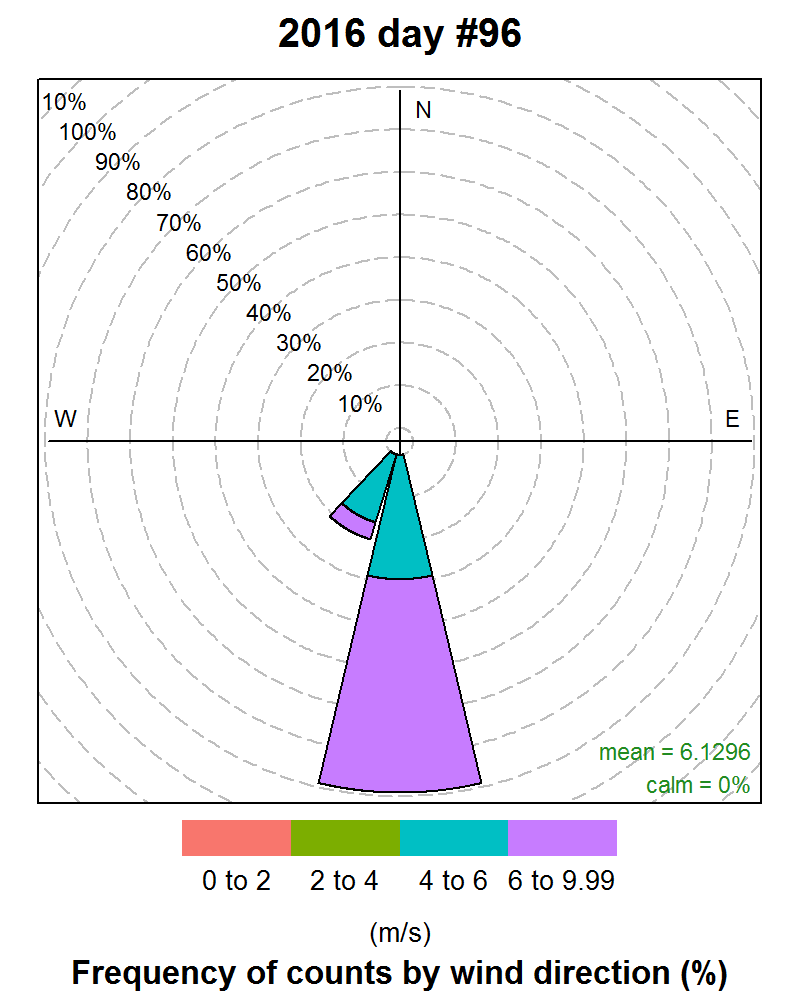 2016 day #96
10%
100%
90%
80%
70%
60%
50%
40%
30%
20%
10%
N
W
E
mean = 6.1296
calm = 0%
0 to 2 2 to 4 4 to 6 6 to 9.99
(m/s)
Frequency of counts by wind direction (%)